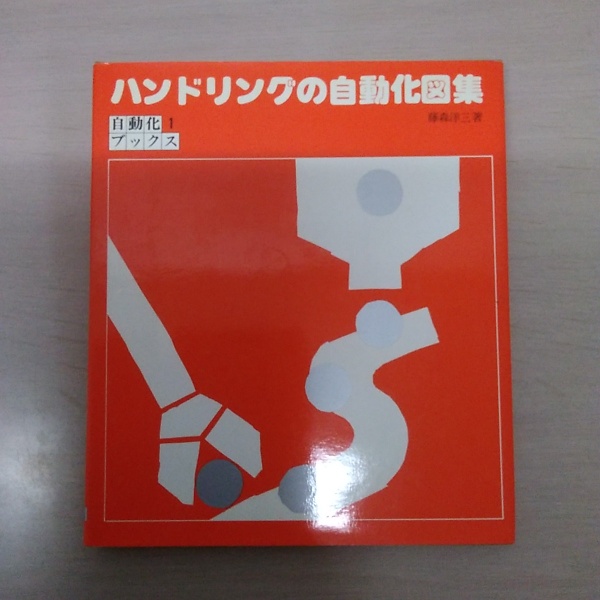 ハンドリングの自動化図集
藤森洋三著
自動化1
ブックス